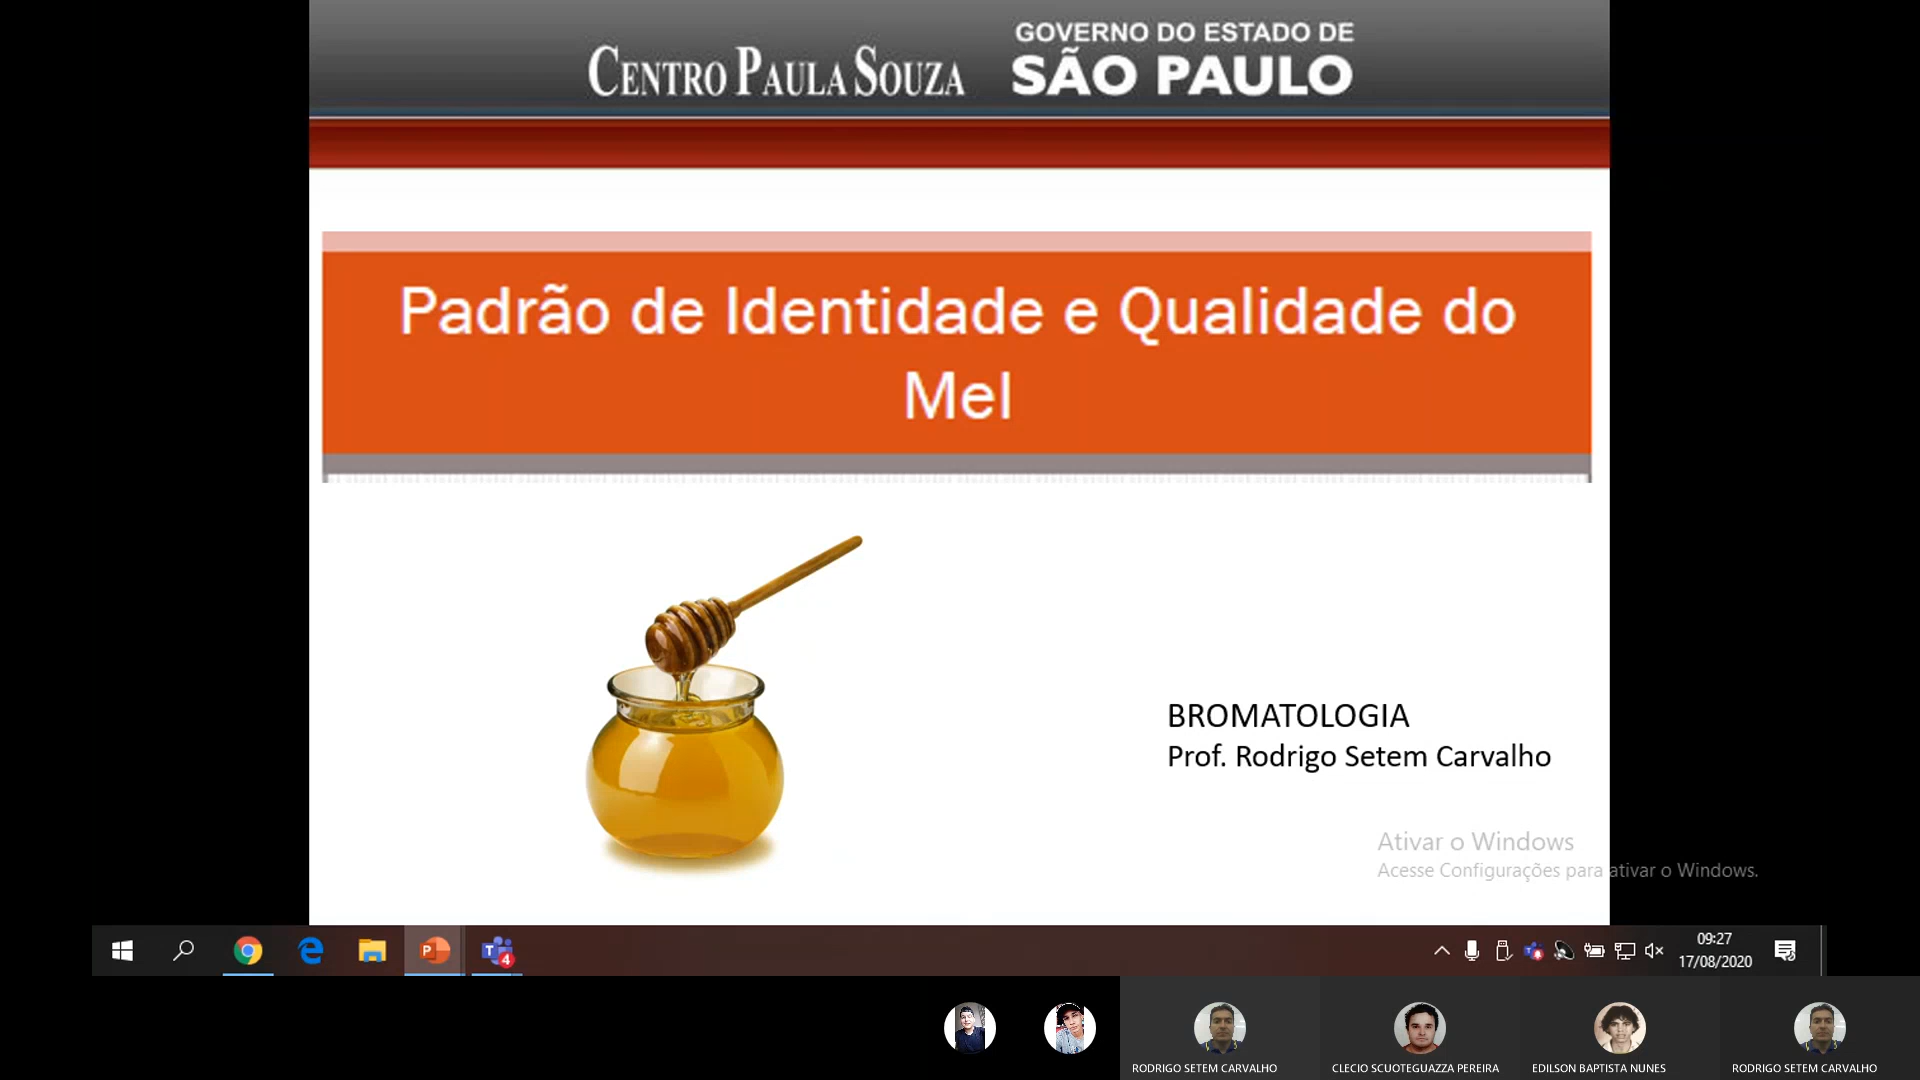 CENTRO PAULA SOUZA
GOVERNO DO ESTADO DE
SÃO PAULO
Padrão de Identidade e Qualidade do
Mel
BROMATOLOGIA
Prof. Rodrigo Setem Carvalho
Ativar o Windows
Acesse Configurações para ativar o Windows.
09:27
17/08/2020
4
RODRIGO SETEM CARVALHO
CLECIO SCUOTEGUAZZA PEREIRA
EDILSON BAPTISTA NUNES
RODRIGO SETEM CARVALHO